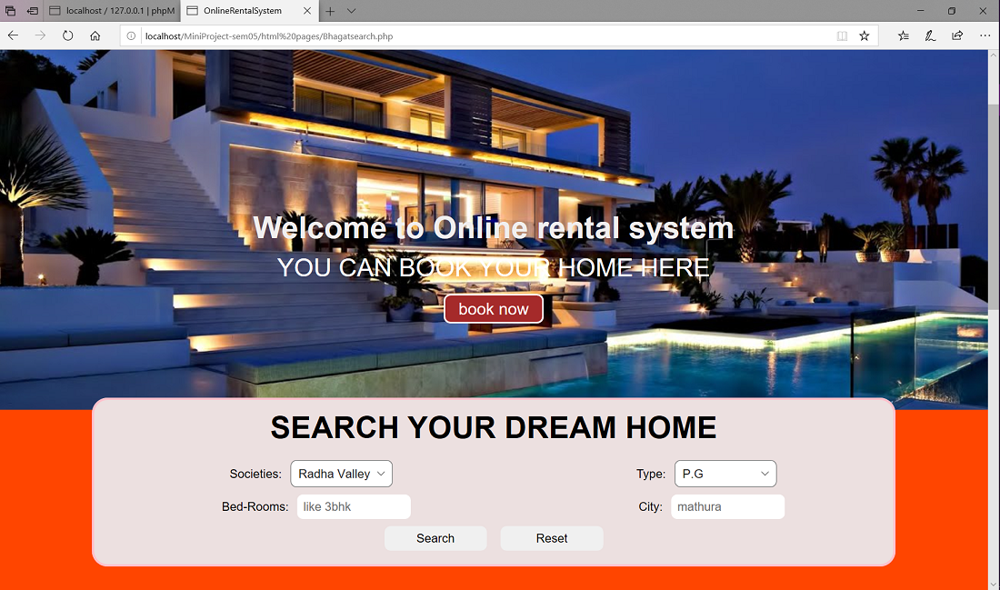 localhost / 127.0.0.1 | phpM
OnlineRentalSystem
localhost/MiniProject-sem05/html%20pages/Bhagatsearch.php
Welcome to Online rental system
YOU CAN BOOK YOUR HOME HERE
book now
SEARCH YOUR DREAM HOME
Societies: Radha Valley Type: P.G
Bed-Rooms: like 3bhk City: mathura
Search Reset